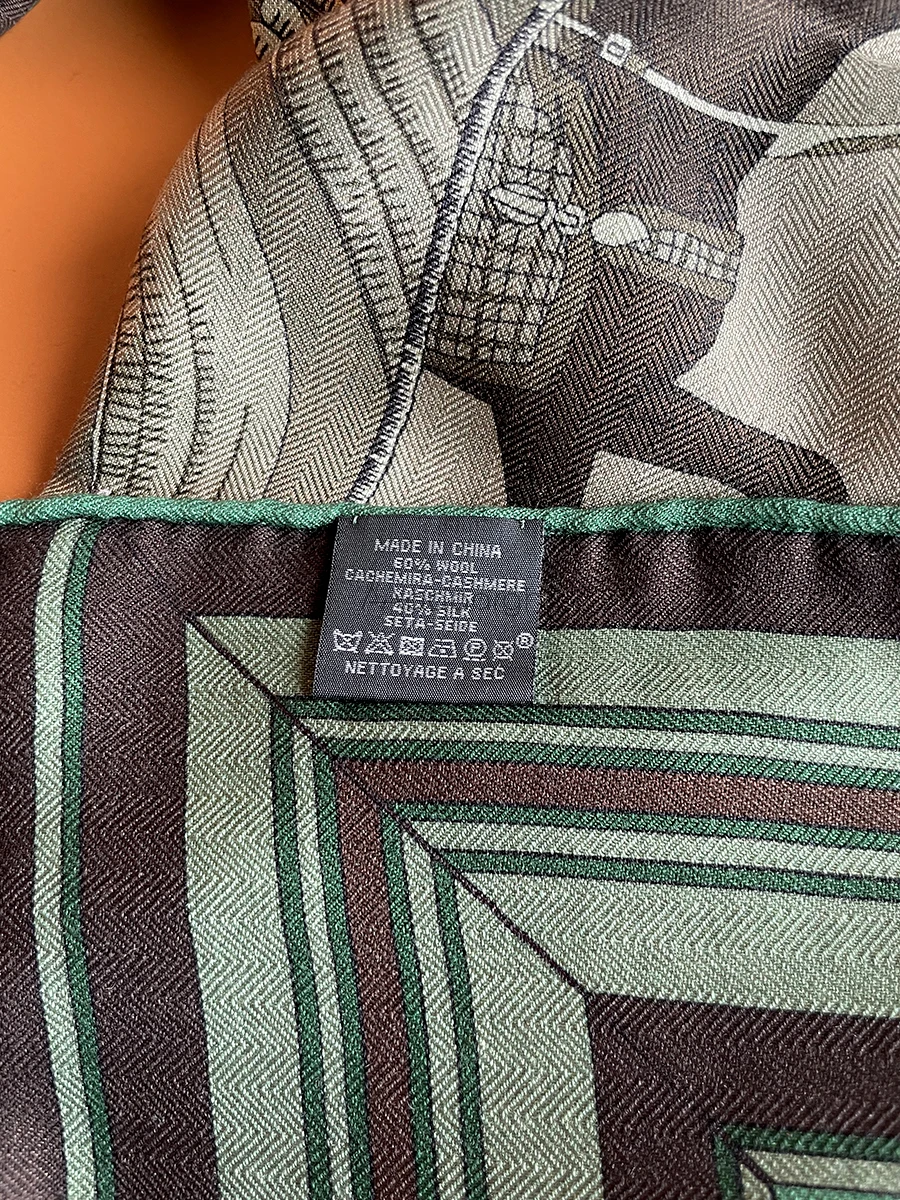 MADE IN CHINA
60% WOOL
CACHEMIRA-CASHMERE
KASCHMIR
40% SILK
SETA-SEIDE
P ®
NETTOYAGE A SEC